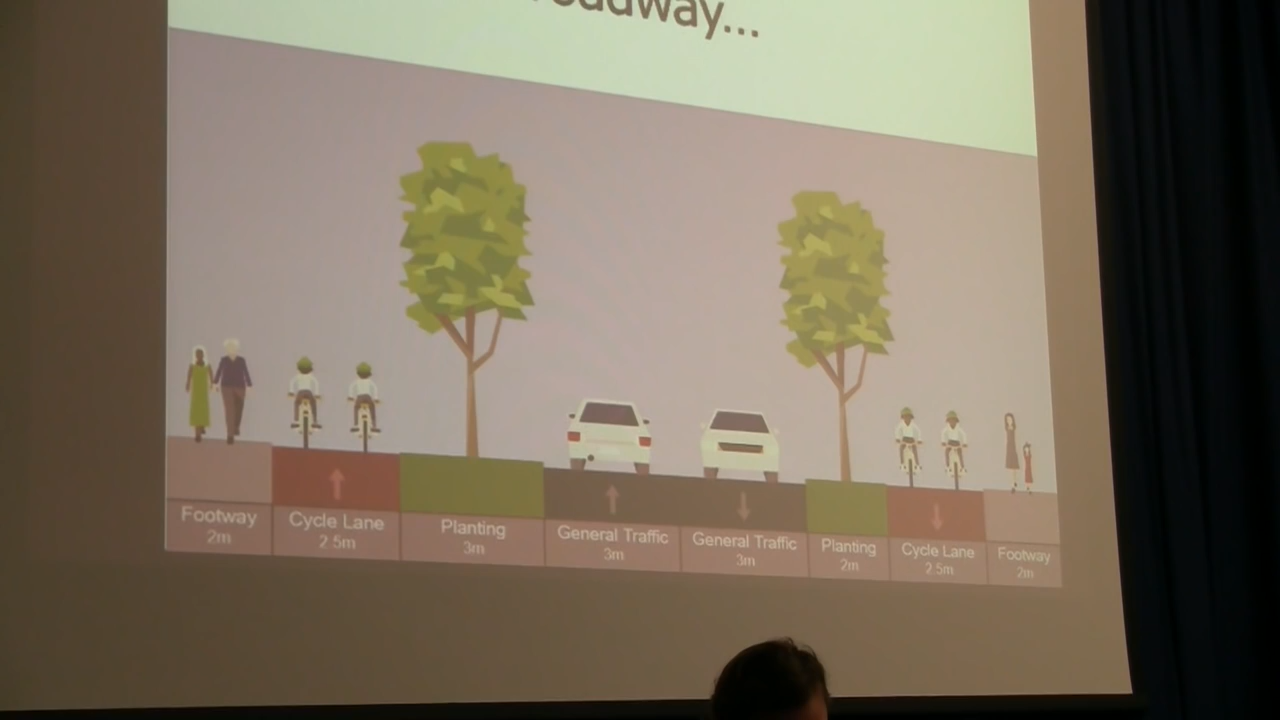 roadway...
Footway
2m
Cycle Lane
2.5m
Planting
3m
General Traffic
3m
General Traffic
3m
Planting
2m
Cycle Lane
2.5m
Footway
2m